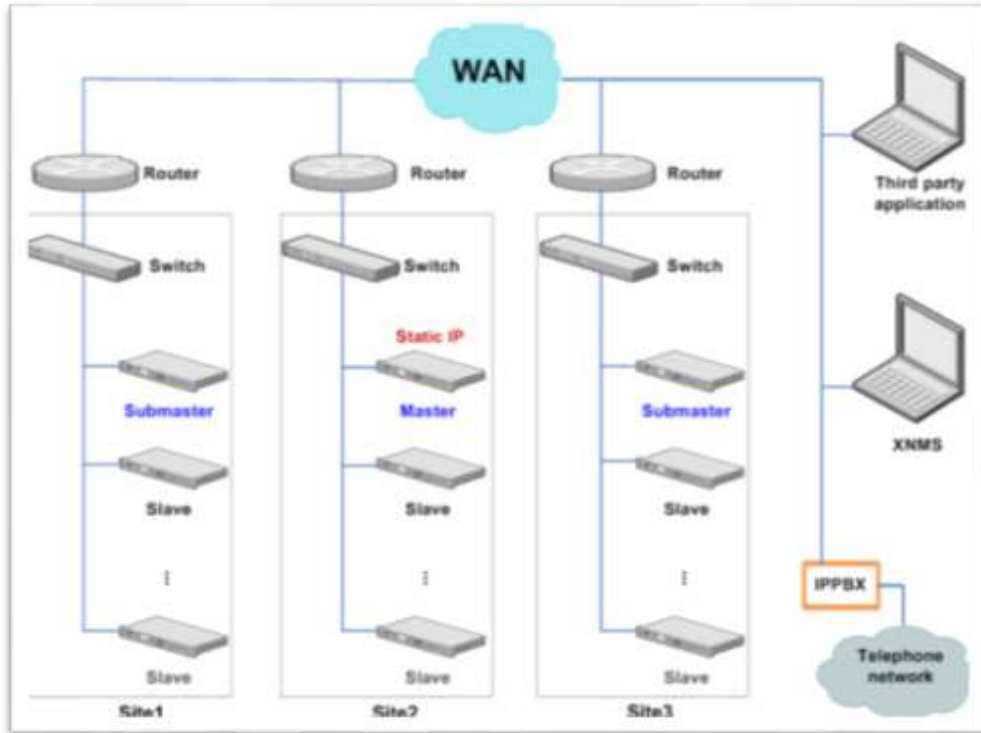 WAN
Router
Router
Router
Third party
application
Switch
Switch
Switch
Static IP
Submaster
Master
Submaster
XNMS
Slave
Slave
Slave
⋮
⋮
⋮
IPPBX
Telephone
network
Slave
Slave
Slave
Site1
Site2
Site3